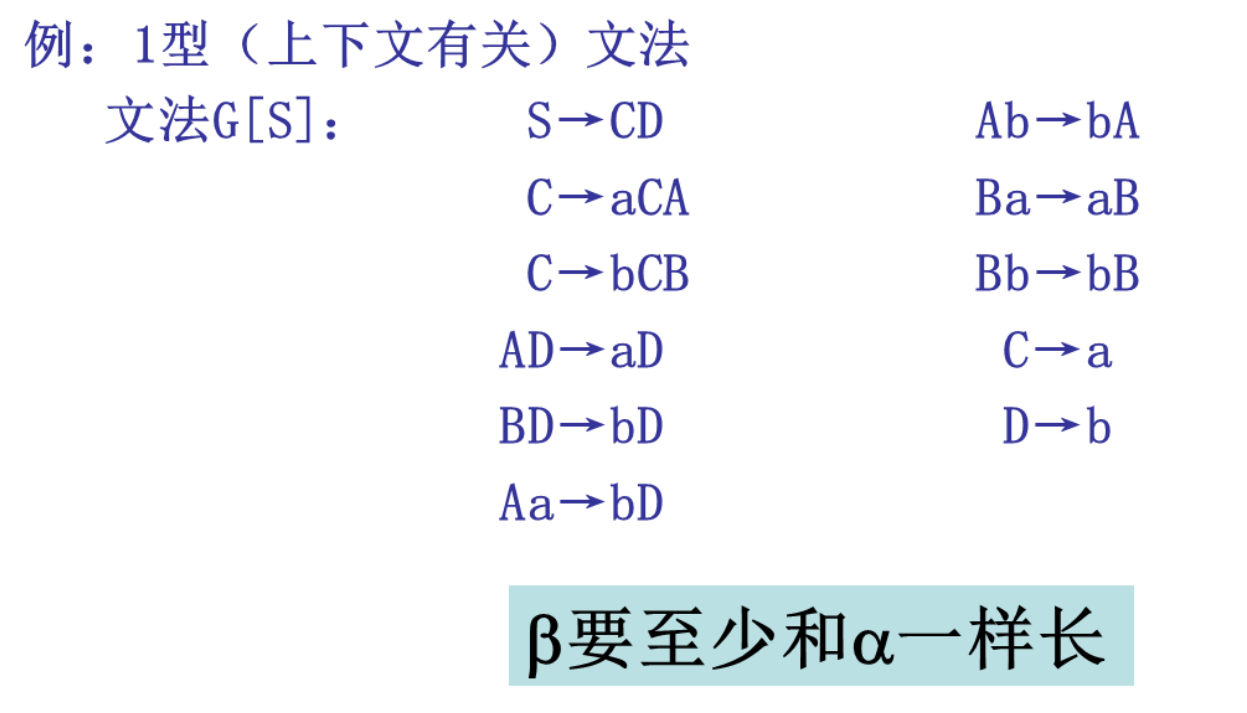 例：1型（上下文有关）文法
文法G[S]： S→CD Ab→bA
C→aCA Ba→aB
C→bCB Bb→bB
AD→aD C→a
BD→bD D→b
Aa→bD
β要至少和α一样长